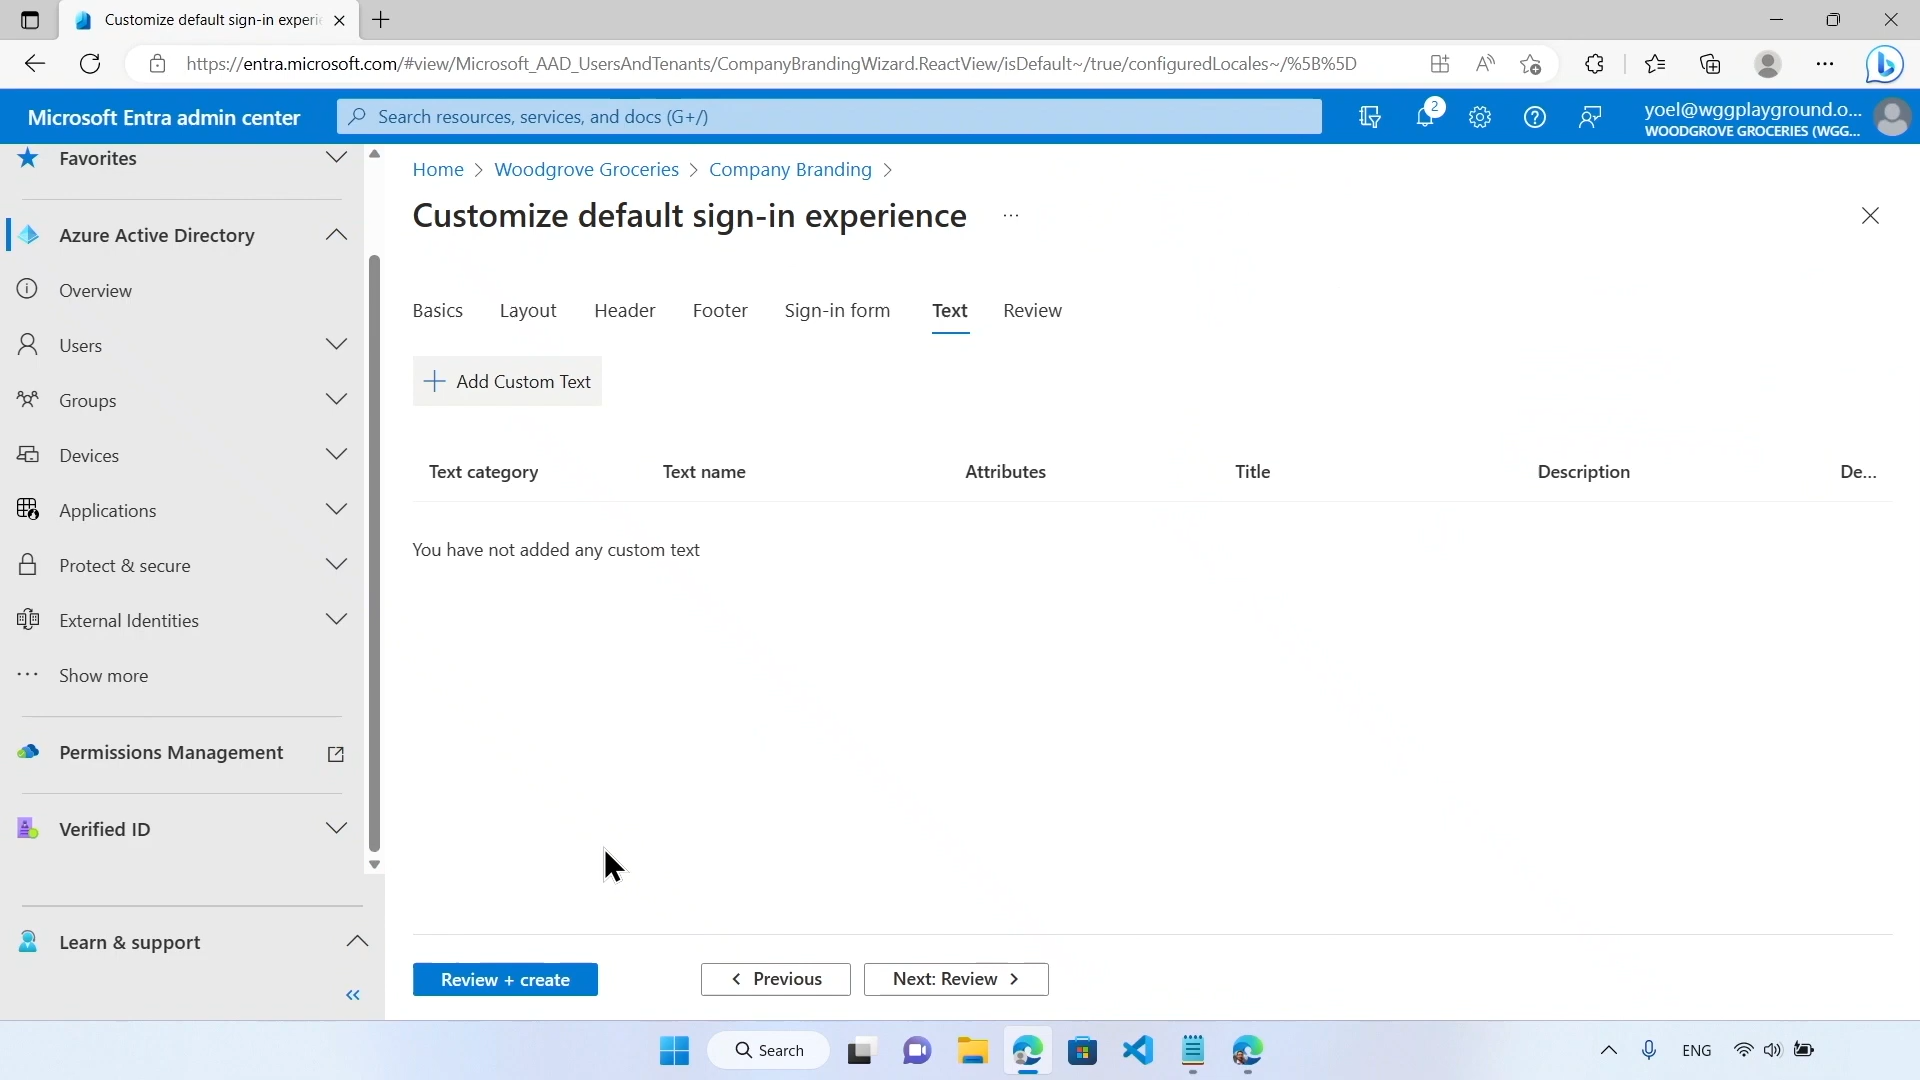 Customize default sign-in experie
https://entra.microsoft.com/#view/Microsoft_AAD_UsersAndTenants/CompanyBrandingWizard.ReactView/isDefault~/true/configuredLocales~/%5B%5D
Microsoft Entra admin center
Search resources, services, and docs (G+/)
2
yoel@wggplayground.o...
WOODGROVE GROCERIES (WGG...
Favorites
Azure Active Directory
Overview
Users
Groups
Devices
Applications
Protect & secure
External Identities
Show more
Permissions Management
Verified ID
Learn & support
Home > Woodgrove Groceries > Company Branding >
Customize default sign-in experience ...
Basics Layout Header Footer Sign-in form Text Review
Add Custom Text
Text category Text name Attributes Title Description De...
You have not added any custom text
Review + create < Previous Next: Review >
Search
ENG